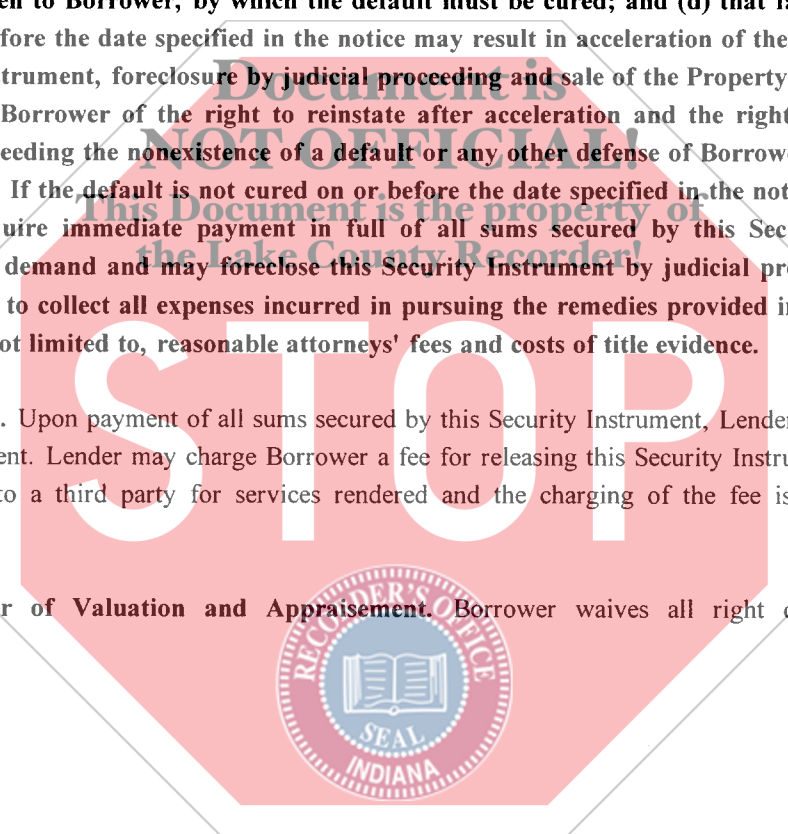 en to Borrower, by which the default must be cured; and (d) that fa
efore the date specified in the notice may result in acceleration of the
strument, foreclosure by judicial proceeding and sale of the Property
Document is
Borrower of the right to reinstate after acceleration and the right
NOT OFFICIAL!
eeding the nonexistence of a default or any other defense of Borrow
If the default is not cured on or before the date specified in the not
This Document is the property of
uire immediate payment in full of all sums secured by this Sec
the Lake County Recorder!
demand and may foreclose this Security Instrument by judicial pr
to collect all expenses incurred in pursuing the remedies provided i
ot limited to, reasonable attorneys' fees and costs of title evidence.
STOP
. Upon payment of all sums secured by this Security Instrument, Lender
ent. Lender may charge Borrower a fee for releasing this Security Instru
to a third party for services rendered and the charging of the fee is
r of Valuation and Appraisement. Borrower waives all right
RECORDER'S OFFICE
SEAL
INDIANA